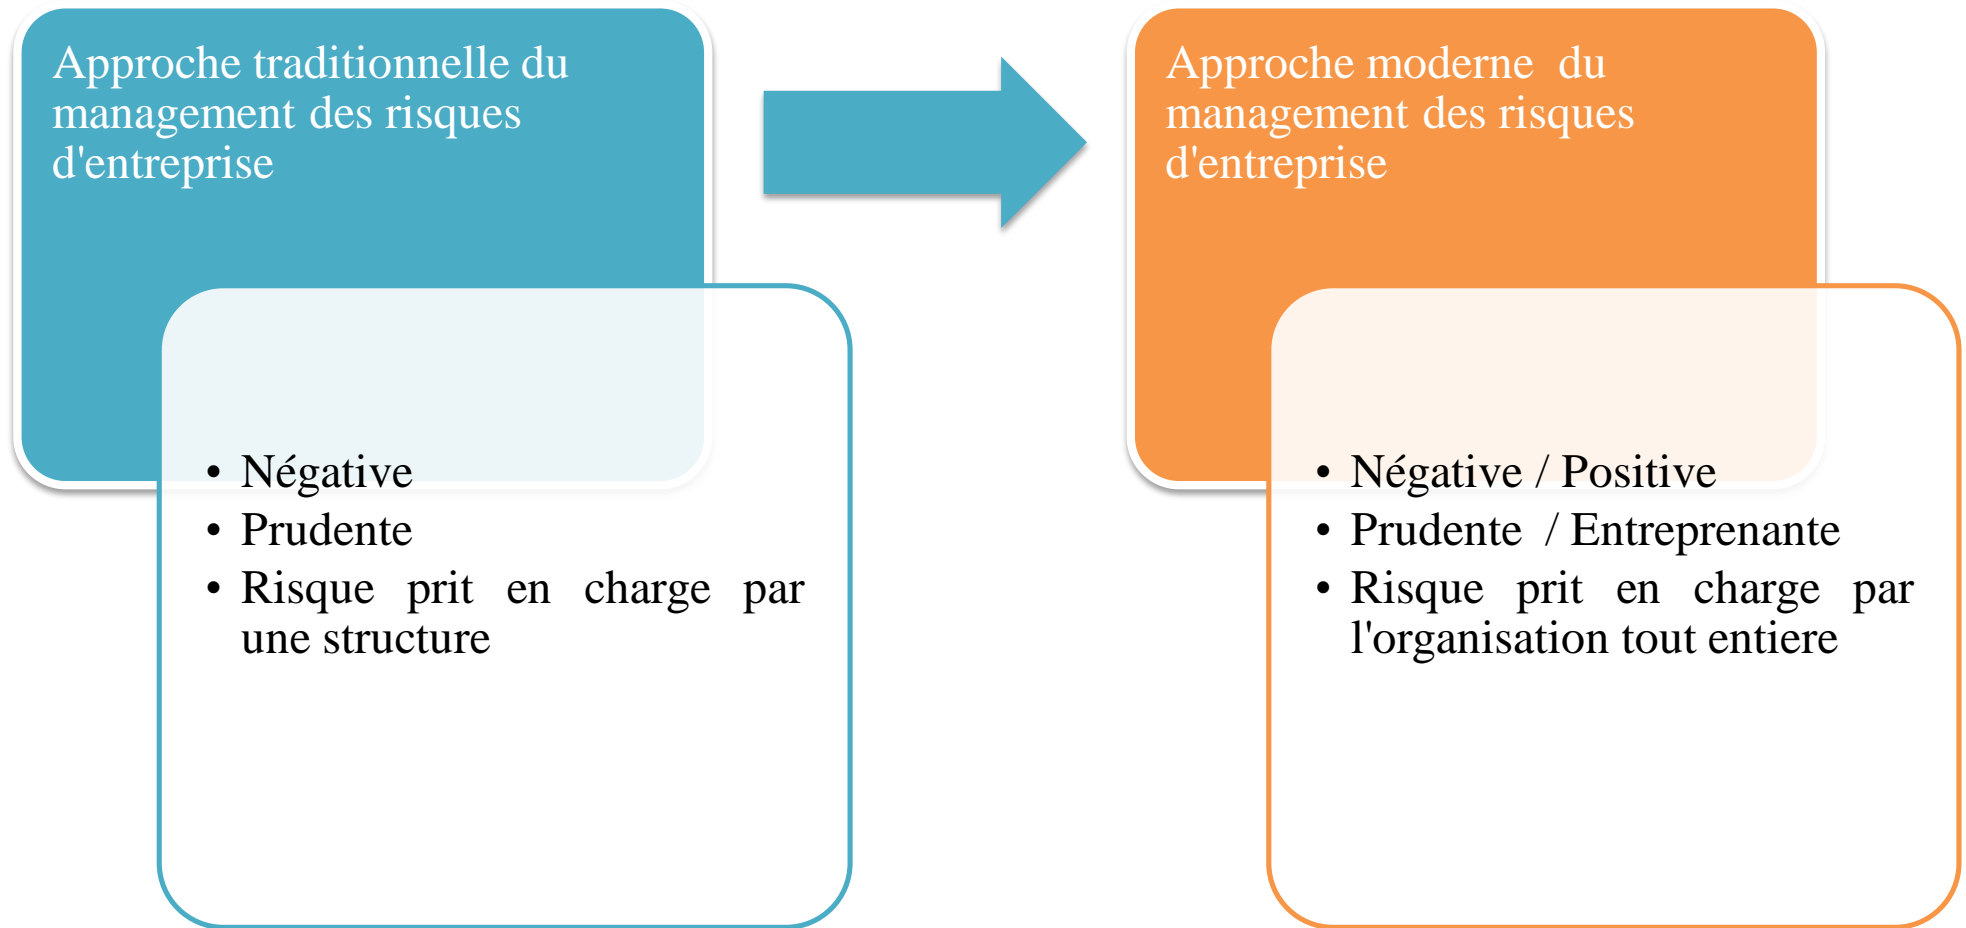 Approche traditionnelle du
management des risques
d'entreprise
• Négative
• Prudente
• Risque prit en charge par
une structure
Approche moderne  du
management des risques
d'entreprise
• Négative / Positive
• Prudente  / Entreprenante
• Risque prit en charge par
l'organisation tout entiere